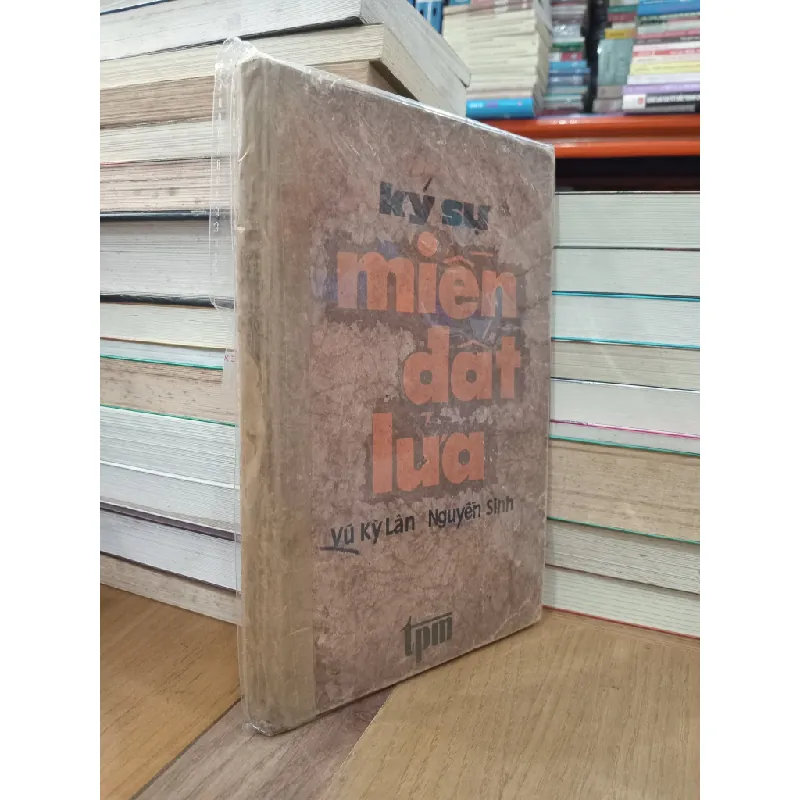 ký sự
miền
đất
lửa
Vũ Kỳ Lân Nguyễn Sinh
tpm